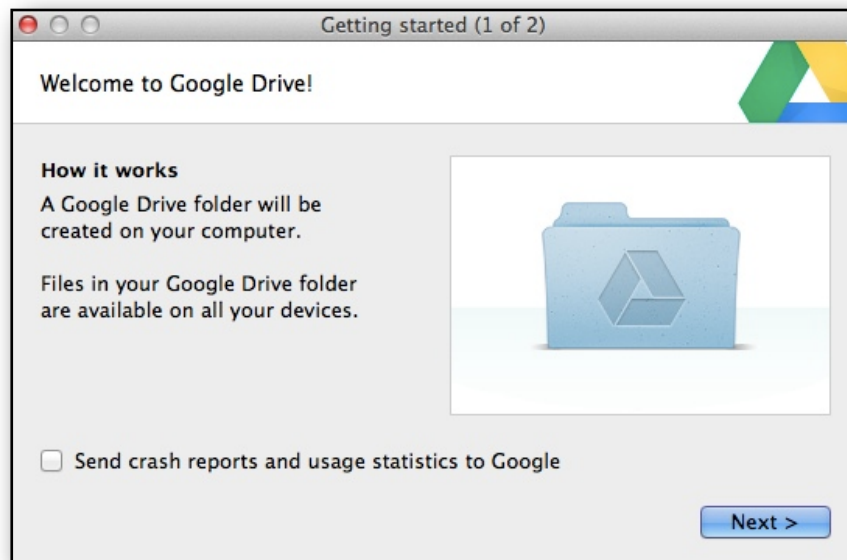 Getting started (1 of 2)
Welcome to Google Drive!
How it works
A Google Drive folder will be
created on your computer.
Files in your Google Drive folder
are available on all your devices.
Send crash reports and usage statistics to Google
Next >